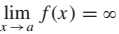 lim f(x) = ∞
x→a